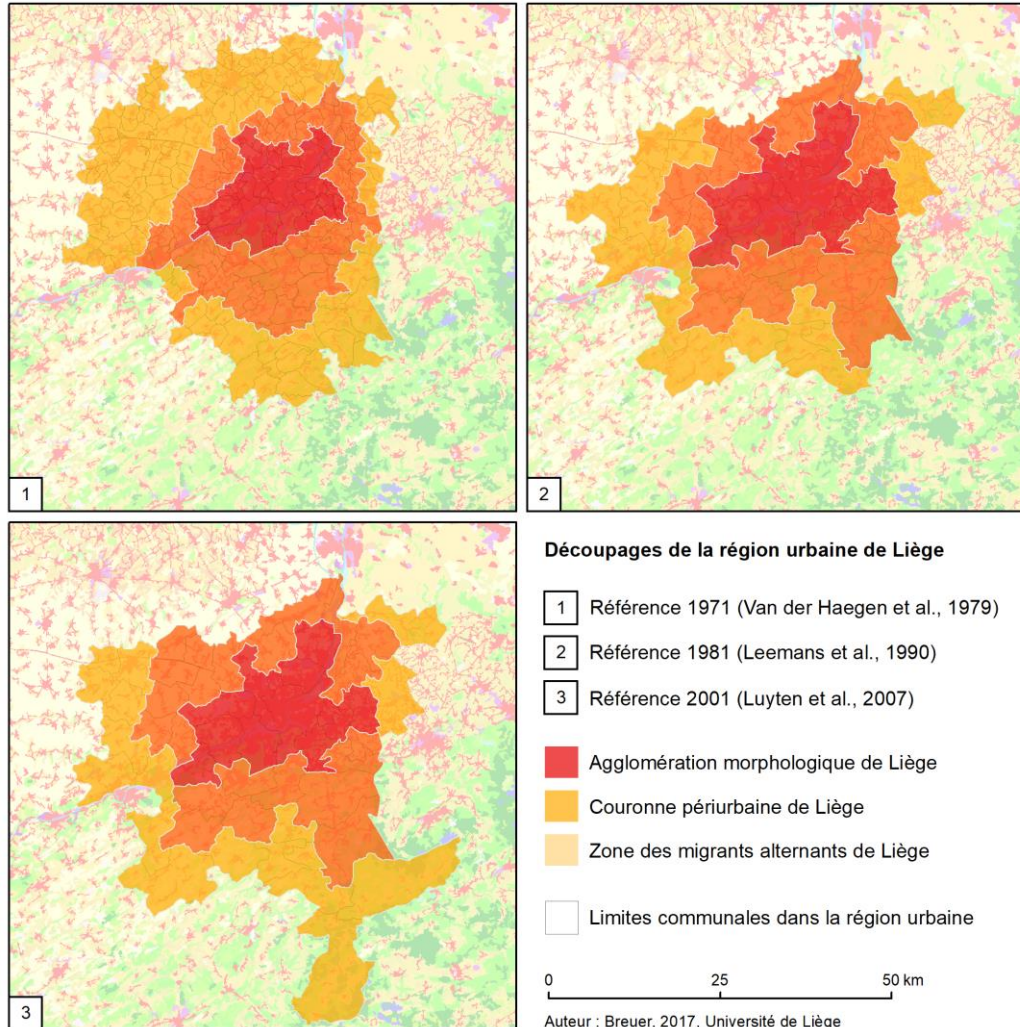 1
2
3
Découpages de la région urbaine de Liège
1 Référence 1971 (Van der Haegen et al., 1979)
2 Référence 1981 (Leemans et al., 1990)
3 Référence 2001 (Luyten et al., 2007)
Agglomération morphologique de Liège
Couronne périurbaine de Liège
Zone des migrants alternants de Liège
Limites communales dans la région urbaine
0 25 50 km
Auteur : Breuer, 2017, Université de Liège